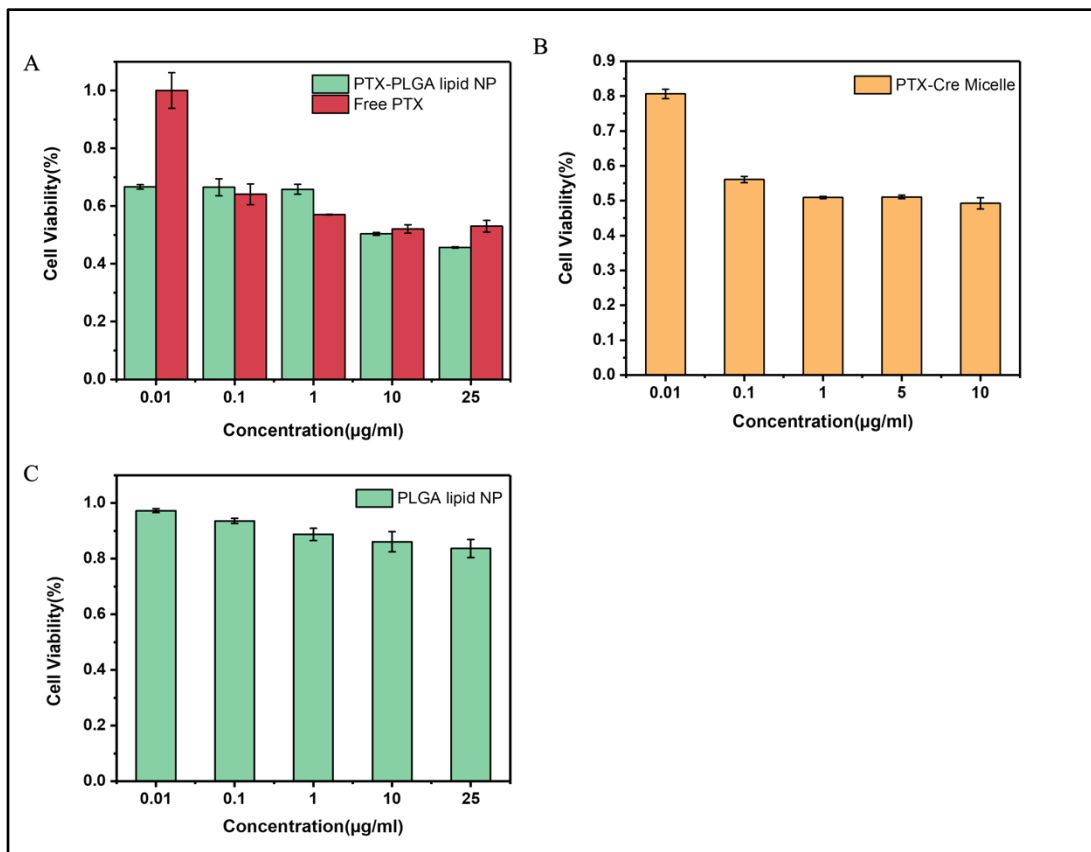 A
PTX-PLGA lipid NP
Free PTX
Cell Viability(%)
1.0
0.8
0.6
0.4
0.2
0.0
0.01 0.1 1 10 25
Concentration(µg/ml)
B
PTX-Cre Micelle
Cell Viability(%)
0.9
0.8
0.7
0.6
0.5
0.4
0.3
0.2
0.1
0.0
0.01 0.1 1 5 10
Concentration(µg/ml)
C
PLGA lipid NP
Cell Viability(%)
1.0
0.8
0.6
0.4
0.2
0.0
0.01 0.1 1 10 25
Concentration(µg/ml)